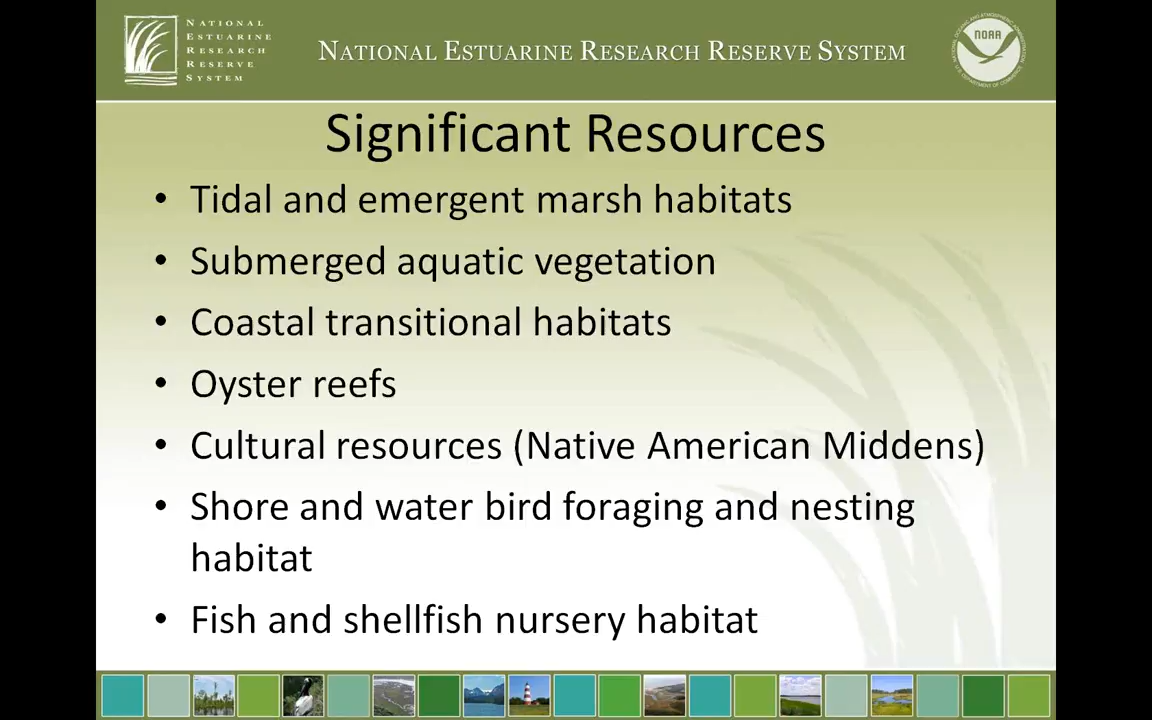 NATIONAL
ESTUARINE
RESEARCH
RESERVE
SYSTEM
NATIONAL ESTUARINE RESEARCH RESERVE SYSTEM
NOAA
Significant Resources
• Tidal and emergent marsh habitats
• Submerged aquatic vegetation
• Coastal transitional habitats
• Oyster reefs
• Cultural resources (Native American Middens)
• Shore and water bird foraging and nesting
habitat
• Fish and shellfish nursery habitat